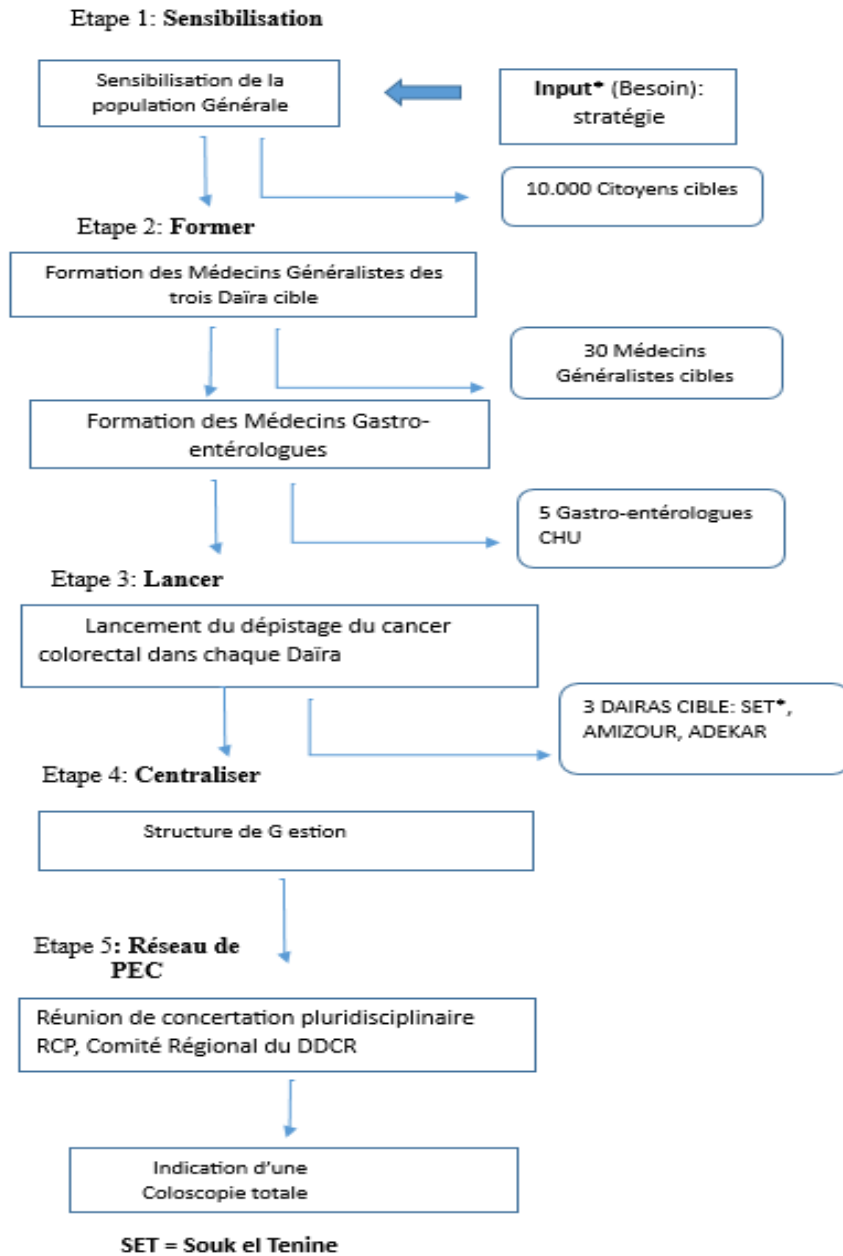 Etape 1: Sensibilisation
Sensibilisation de la
population Générale
Input* (Besoin):
stratégie
10.000 Citoyens cibles
Etape 2: Former
Formation des Médecins Généralistes des
trois Daïra cible
30 Médecins
Généralistes cibles
Formation des Médecins Gastro-
entérologues
5 Gastro-entérologues
CHU
Etape 3: Lancer
Lancement du dépistage du cancer
colorectal dans chaque Daïra
3 DAIRAS CIBLE: SET*,
AMIZOUR, ADEKAR
Etape 4: Centraliser
Structure de G estion
Etape 5: Réseau de
PEC
Réunion de concertation pluridisciplinaire
RCP, Comité Régional du DDCR
Indication d’une
Coloscopie totale
SET = Souk el Tenine